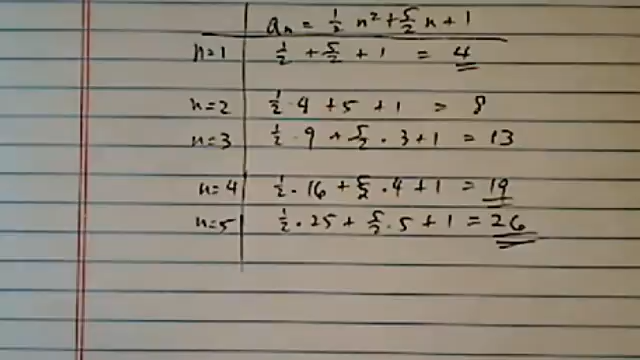 aₙ = 1/2 n² + 5/2 n + 1
n=1 1/2 + 5/2 + 1 = 4
n=2 1/2 · 4 + 5 + 1 = 8
n=3 1/2 · 9 + 5/2 · 3 + 1 = 13
n=4 1/2 · 16 + 5/2 · 4 + 1 = 19
n=5 1/2 · 25 + 5/2 · 5 + 1 = 26